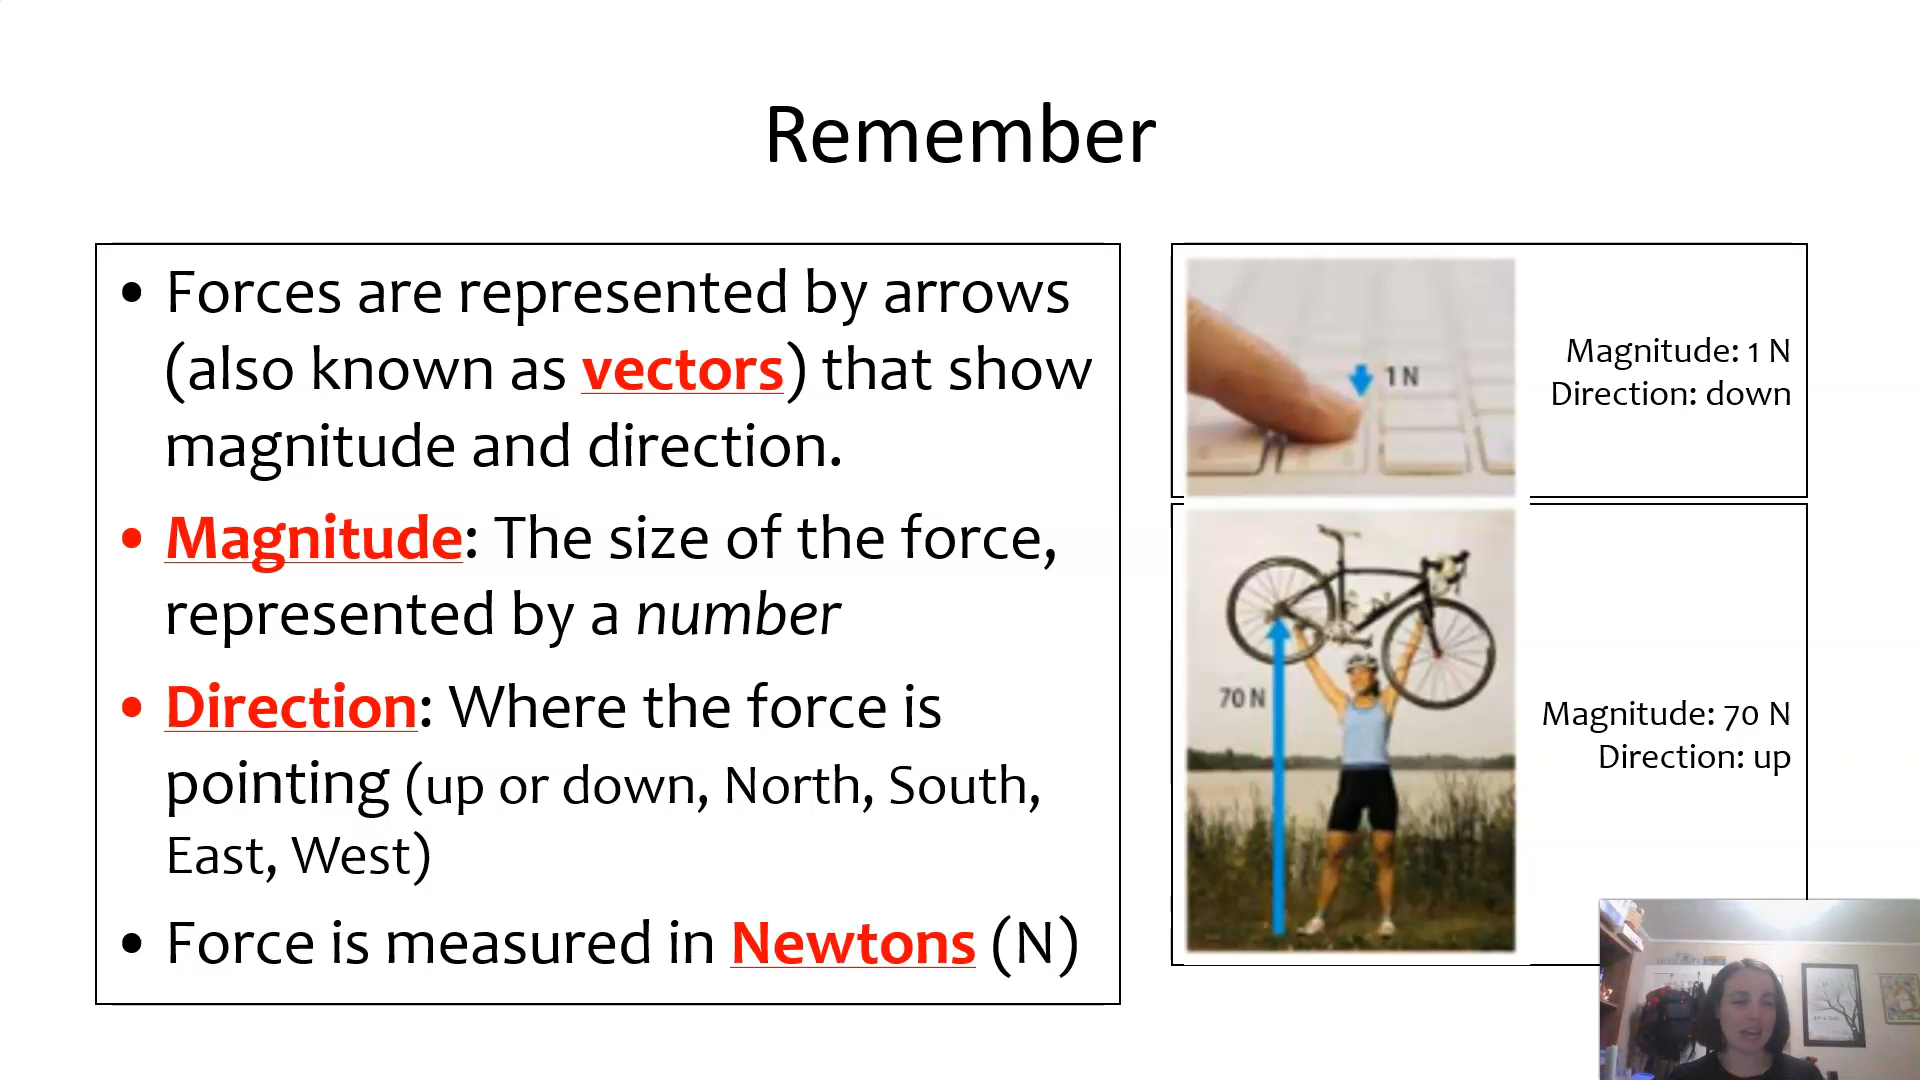 Remember
• Forces are represented by arrows
(also known as vectors) that show
magnitude and direction.
• Magnitude: The size of the force,
represented by a number
• Direction: Where the force is
pointing (up or down, North, South,
East, West)
• Force is measured in Newtons (N)
1 N
Magnitude: 1 N
Direction: down
70 N
Magnitude: 70 N
Direction: up